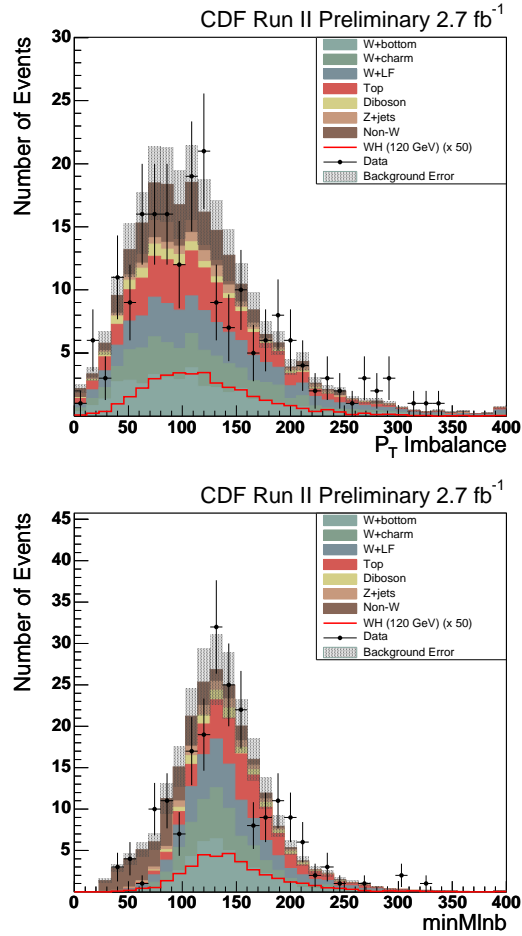 CDF Run II Preliminary 2.7 fb⁻¹
Number of Events
30
25
20
15
10
5
W+bottom
W+charm
W+LF
Top
Diboson
Z+jets
Non-W
WH (120 GeV) (x 50)
Data
Background Error
0 50 100 150 200 250 300 350 400
P_T Imbalance
CDF Run II Preliminary 2.7 fb⁻¹
Number of Events
45
40
35
30
25
20
15
10
5
W+bottom
W+charm
W+LF
Top
Diboson
Z+jets
Non-W
WH (120 GeV) (x 50)
Data
Background Error
0 50 100 150 200 250 300 350 400
minMlnb